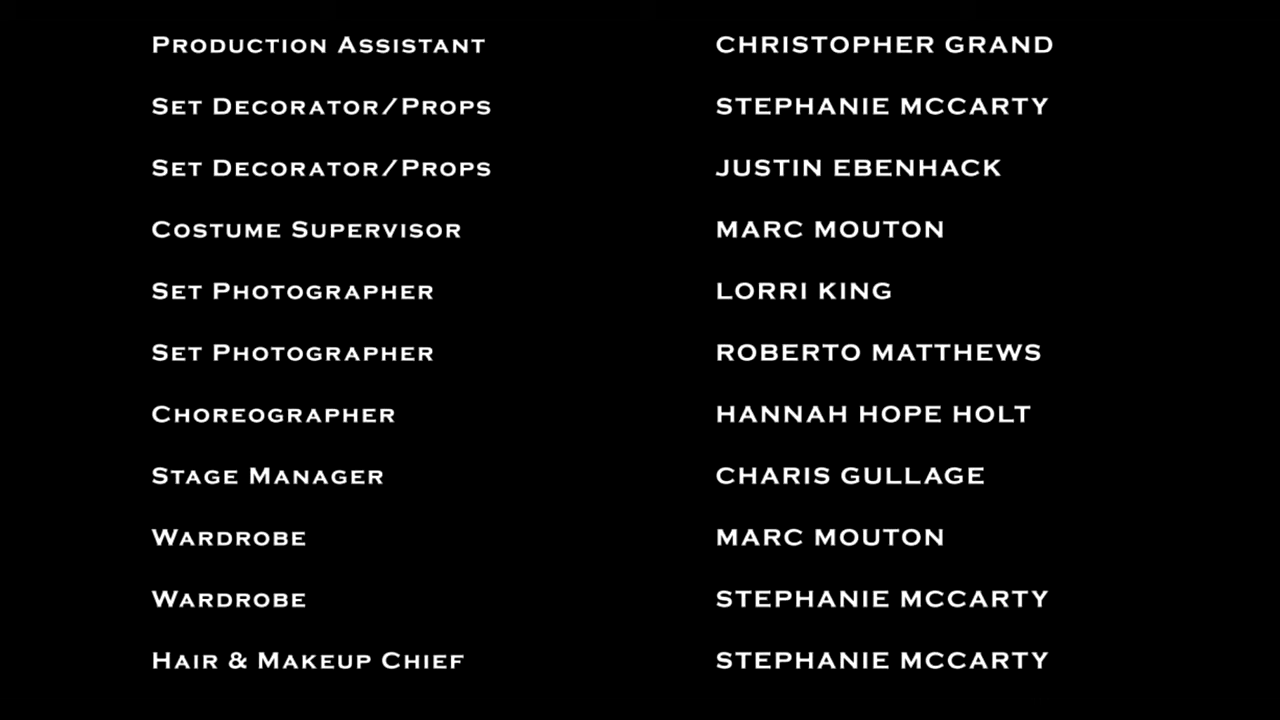 Production Assistant CHRISTOPHER GRAND
Set Decorator/Props STEPHANIE MCCARTY
Set Decorator/Props JUSTIN EBENHACK
Costume Supervisor MARC MOUTON
Set Photographer LORRI KING
Set Photographer ROBERTO MATTHEWS
Choreographer HANNAH HOPE HOLT
Stage Manager CHARIS GULLAGE
Wardrobe MARC MOUTON
Wardrobe STEPHANIE MCCARTY
Hair & Makeup Chief STEPHANIE MCCARTY